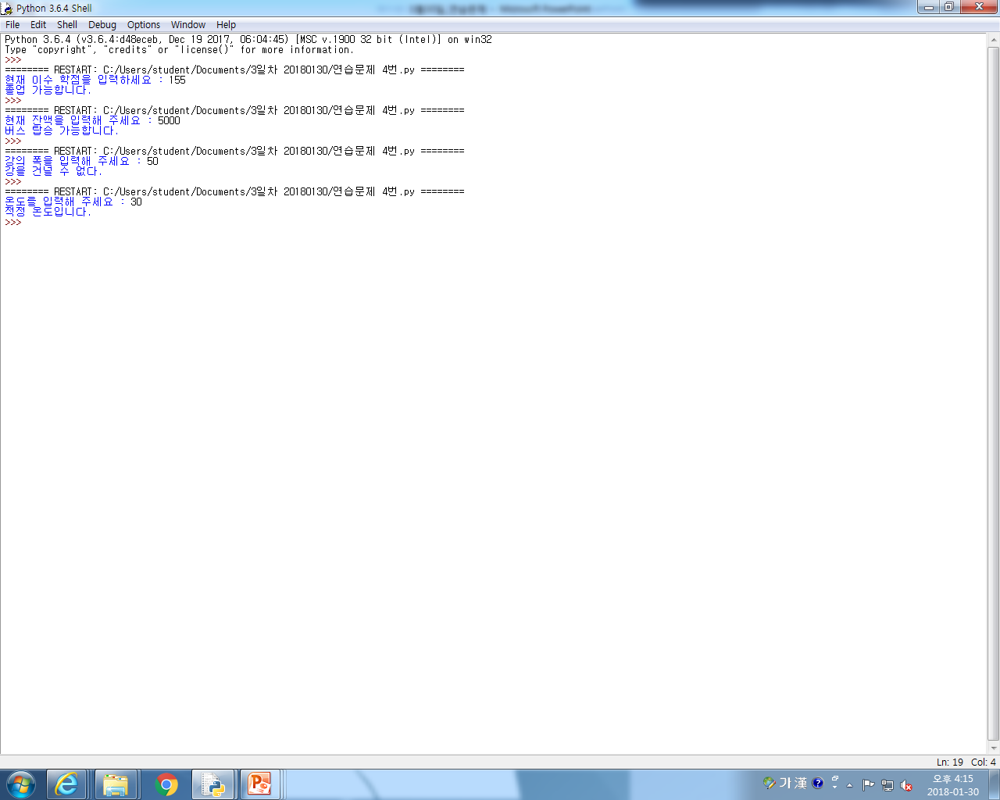 Python 3.6.4 Shell
File Edit Shell Debug Options Window Help
Python 3.6.4 (v3.6.4:d48eceb, Dec 19 2017, 06:04:45) [MSC v.1900 32 bit (Intel)] on win32
Type "copyright", "credits" or "license()" for more information.
>>>
======== RESTART: C:/Users/student/Documents/3일차 20180130/연습문제 4번.py ========
현재 이수 학점을 입력하세요 : 155
졸업 가능합니다.
>>>
======== RESTART: C:/Users/student/Documents/3일차 20180130/연습문제 4번.py ========
현재 잔액을 입력해 주세요 : 5000
버스 탑승 가능합니다.
>>>
======== RESTART: C:/Users/student/Documents/3일차 20180130/연습문제 4번.py ========
강의 폭을 입력해 주세요 : 50
강을 건널 수 없다.
>>>
======== RESTART: C:/Users/student/Documents/3일차 20180130/연습문제 4번.py ========
온도를 입력해 주세요 : 30
적정 온도입니다.
>>>
Ln: 19 Col: 4
가 漢
오후 4:15
2018-01-30